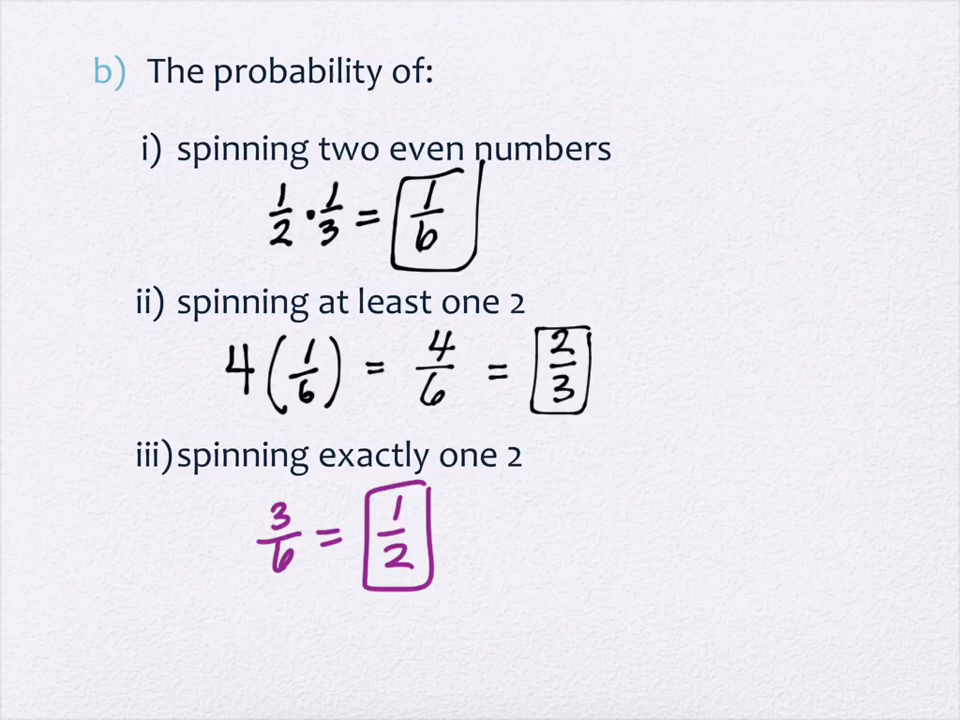 b) The probability of:
i) spinning two even numbers
1/2 · 1/3 = 1/6
ii) spinning at least one 2
4(1/6) = 4/6 = 2/3
iii) spinning exactly one 2
3/6 = 1/2